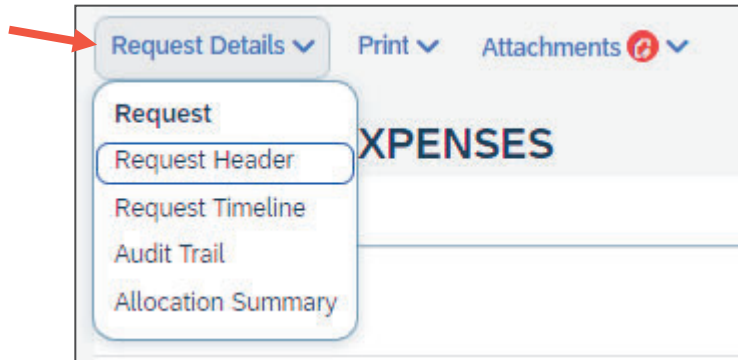 Request Details Print Attachments
Request
XPENSES
Request Header
Request Timeline
Audit Trail
Allocation Summary